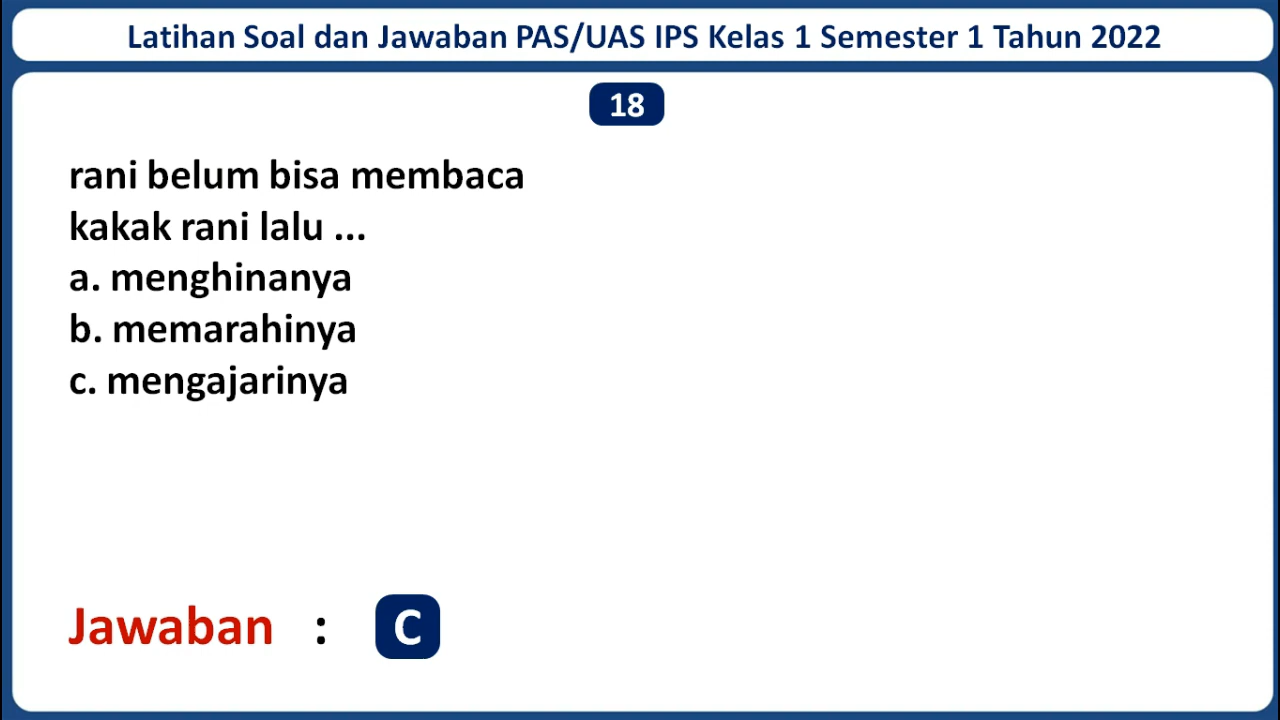 Latihan Soal dan Jawaban PAS/UAS IPS Kelas 1 Semester 1 Tahun 2022
18
rani belum bisa membaca
kakak rani lalu ...
a. menghinanya
b. memarahinya
c. mengajarinya
Jawaban : C